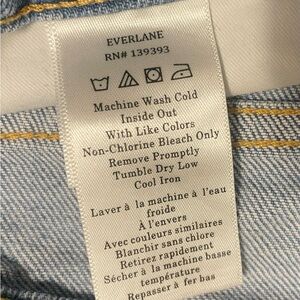 EVERLANE
RN# 139393
Machine Wash Cold
Inside Out
With Like Colors
Non-Chlorine Bleach Only
Remove Promptly
Tumble Dry Low
Cool Iron
Laver à la machine à l'eau
froide
À l'envers
Avec couleurs similaires
Blanchir sans chlore
Retirez rapidement
Sécher à la machine basse
température
Repasser à fer bas